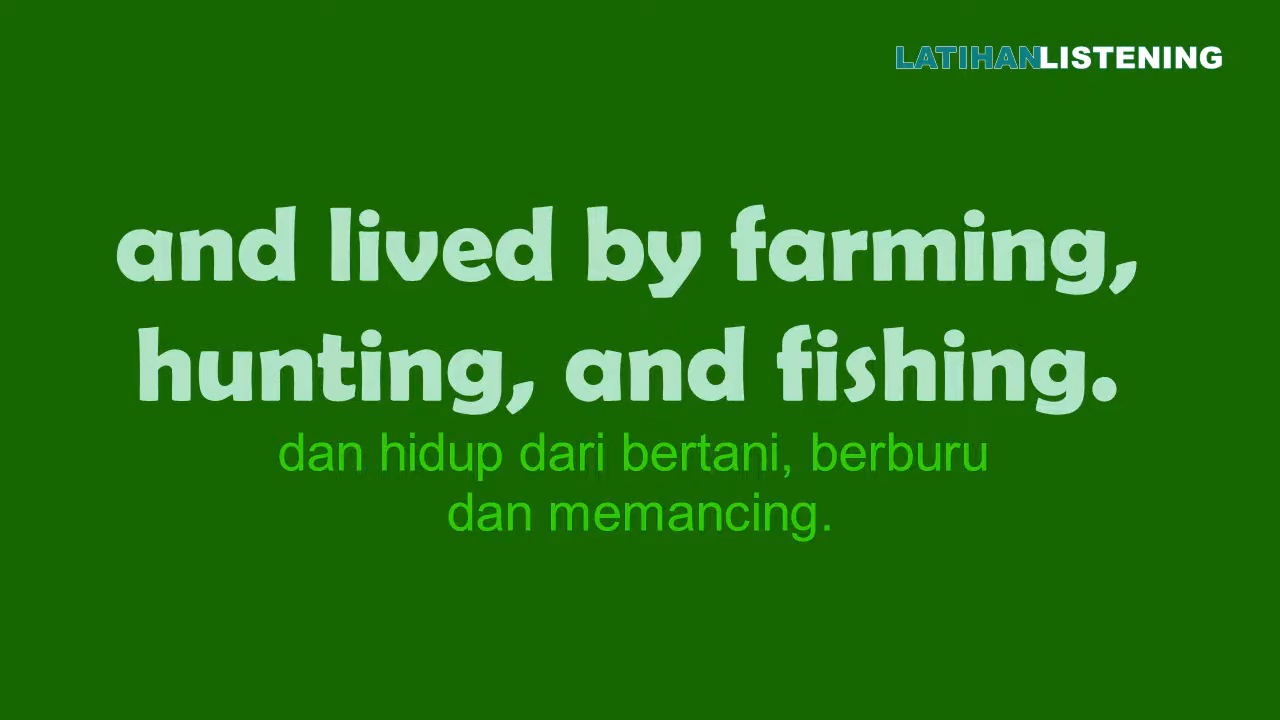 LATIHANLISTENING
and lived by farming,
hunting, and fishing.
dan hidup dari bertani, berburu
dan memancing.